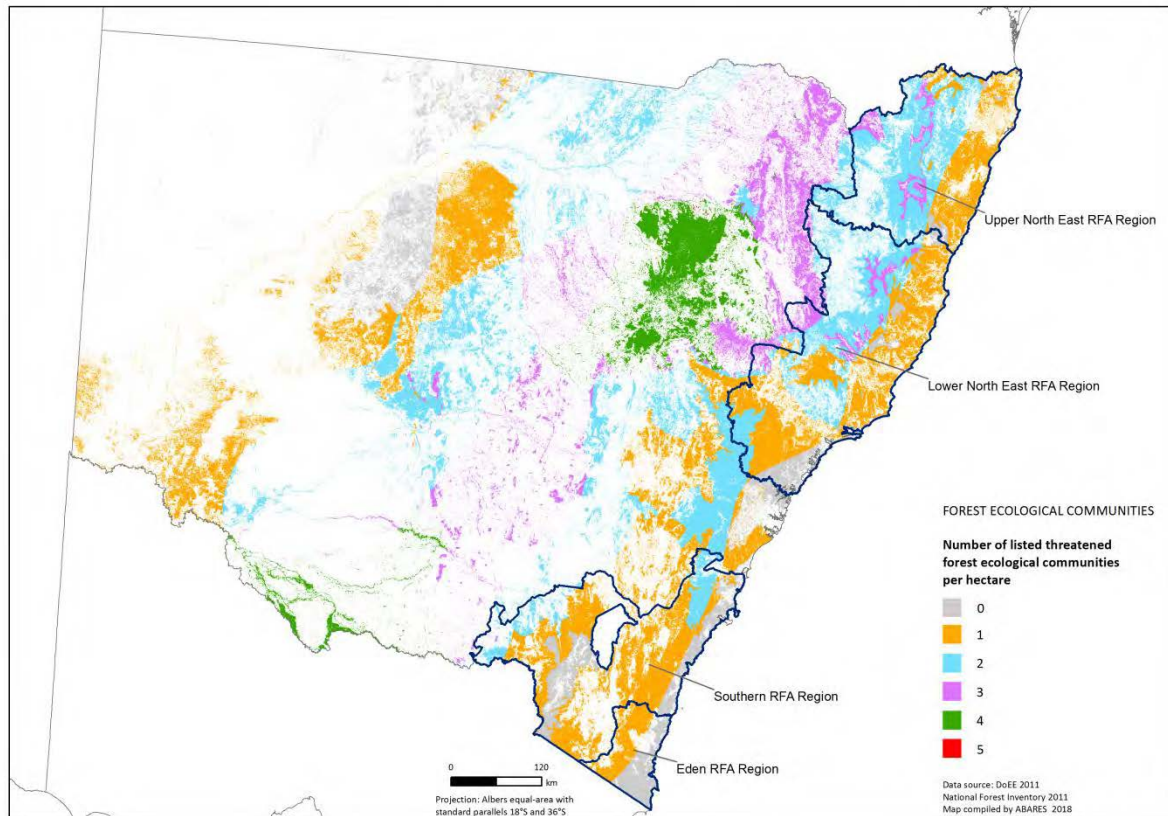 Upper North East RFA Region
Lower North East RFA Region
FOREST ECOLOGICAL COMMUNITIES
Number of listed threatened
forest ecological communities
per hectare
0
1
2
3
4
5
Southern RFA Region
Eden RFA Region
0 120
km
Projection: Albers equal-area with
standard parallels 18°S and 36°S
Data source: DoEE 2011
National Forest Inventory 2011
Map compiled by ABARES 2018